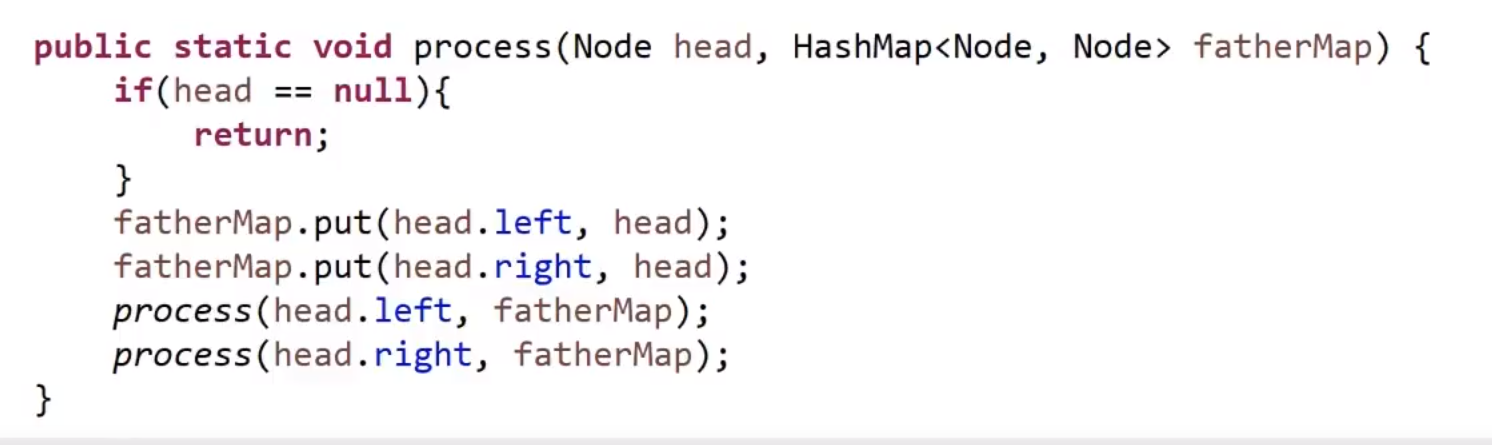 public static void process(Node head, HashMap<Node, Node> fatherMap) {
    if(head == null){
        return;
    }
    fatherMap.put(head.left, head);
    fatherMap.put(head.right, head);
    process(head.left, fatherMap);
    process(head.right, fatherMap);
}